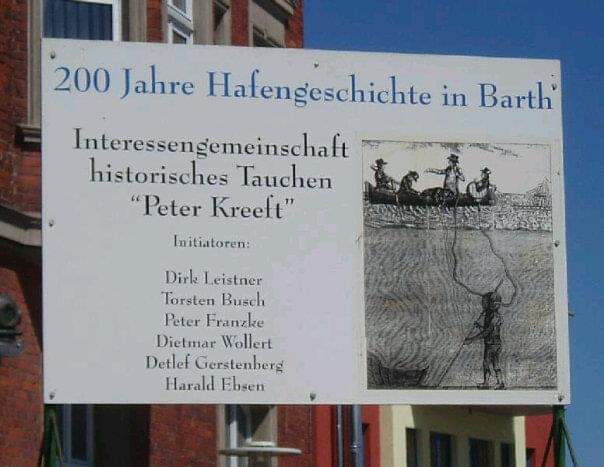 200 Jahre Hafengeschichte in Barth
Interessengemeinschaft
historisches Tauchen
“Peter Kreeft”
Initiatoren:
Dirk Leistner
Torsten Busch
Peter Franzke
Dietmar Wollert
Detlef Gerstenberg
Harald Ebsen